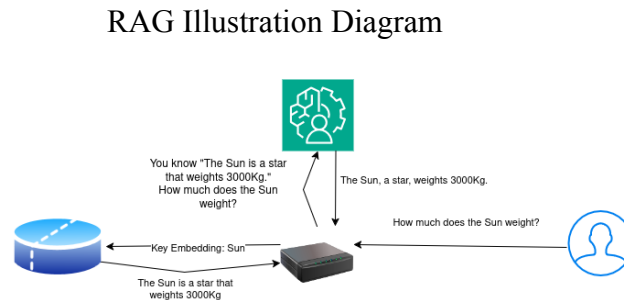 RAG Illustration Diagram
You know "The Sun is a star
that weights 3000Kg."
How much does the Sun
weight?
The Sun, a star, weights 3000Kg.
How much does the Sun weight?
Key Embedding: Sun
The Sun is a star that
weights 3000Kg